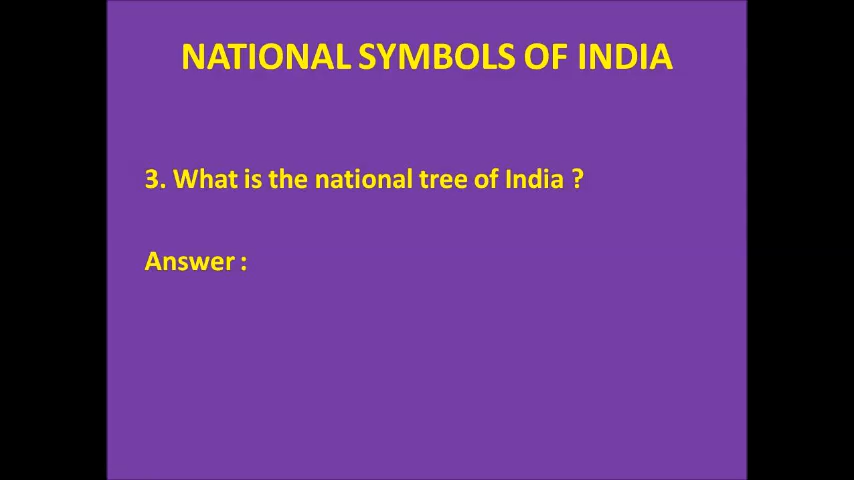 NATIONAL SYMBOLS OF INDIA
3. What is the national tree of India ?
Answer :